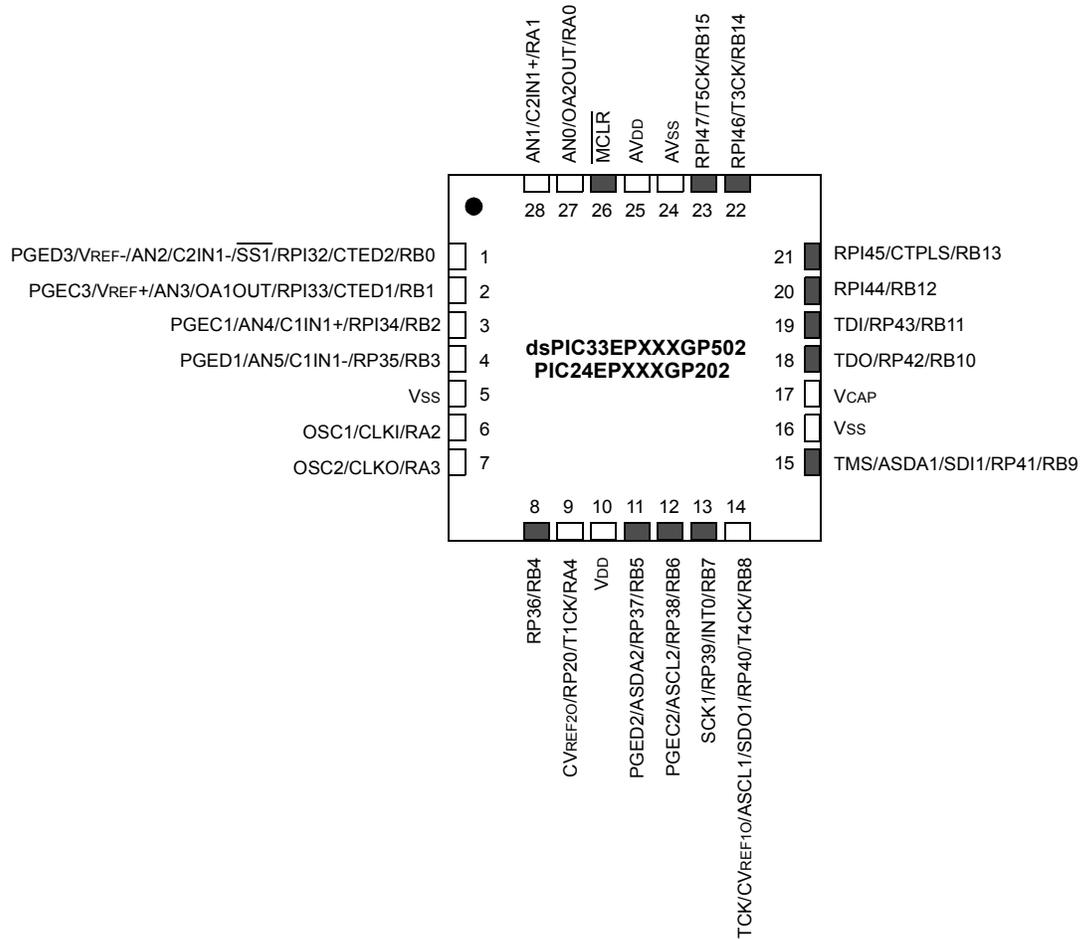 AN1/C2IN1+/RA1
AN0/OA2OUT/RA0
MCLR
AVDD
AVSS
RPI47/T5CK/RB15
RPI46/T3CK/RB14
28
27
26
25
24
23
22
PGED3/VREF-/AN2/C2IN1-/SS1/RPI32/CTED2/RB0
1
PGEC3/VREF+/AN3/OA1OUT/RPI33/CTED1/RB1
2
PGEC1/AN4/C1IN1+/RPI34/RB2
3
PGED1/AN5/C1IN1-/RP35/RB3
4
VSS
5
OSC1/CLKI/RA2
6
OSC2/CLKO/RA3
7
dsPIC33EPXXXGP502
PIC24EPXXXGP202
21
RPI45/CTPLS/RB13
20
RPI44/RB12
19
TDI/RP43/RB11
18
TDO/RP42/RB10
17
VCAP
16
VSS
15
TMS/ASDA1/SDI1/RP41/RB9
8
9
10
11
12
13
14
RP36/RB4
CVREF2O/RP20/T1CK/RA4
VDD
PGED2/ASDA2/RP37/RB5
PGEC2/ASCL2/RP38/RB6
SCK1/RP39/INT0/RB7
TCK/CVREF1O/ASCL1/SDO1/RP40/T4CK/RB8